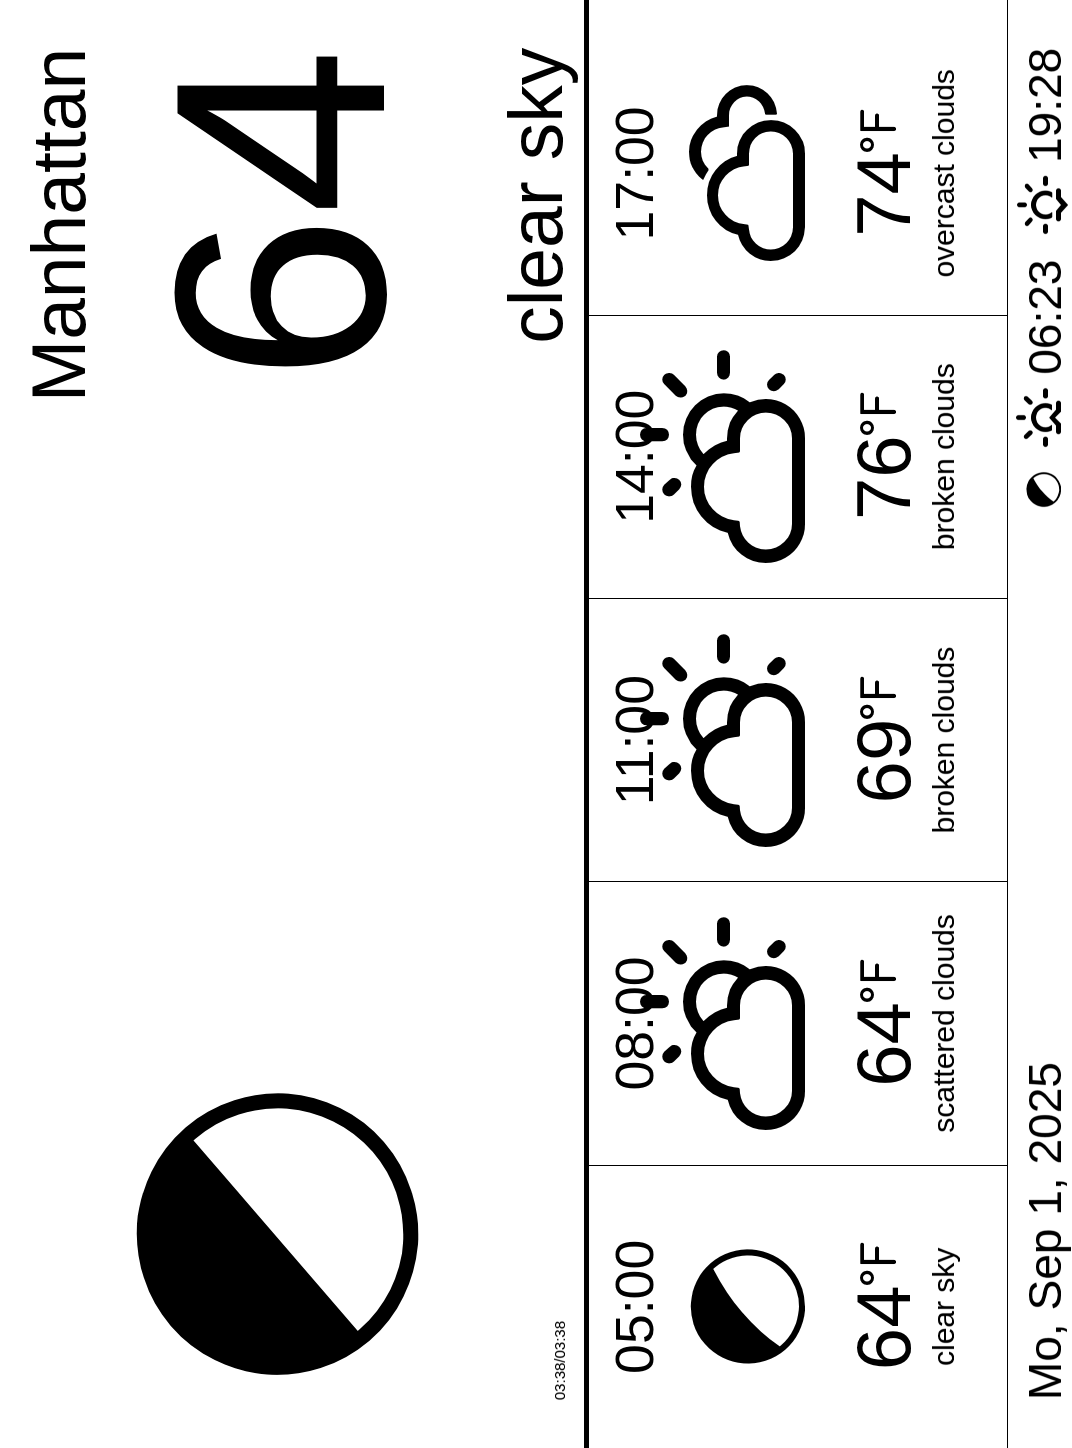 Manhattan
64
clear sky
03:38/03:38
05:00
64°F
clear sky
08:00
64°F
scattered clouds
11:00
69°F
broken clouds
14:00
76°F
broken clouds
17:00
74°F
overcast clouds
Mo, Sep 1, 2025
06:23
19:28